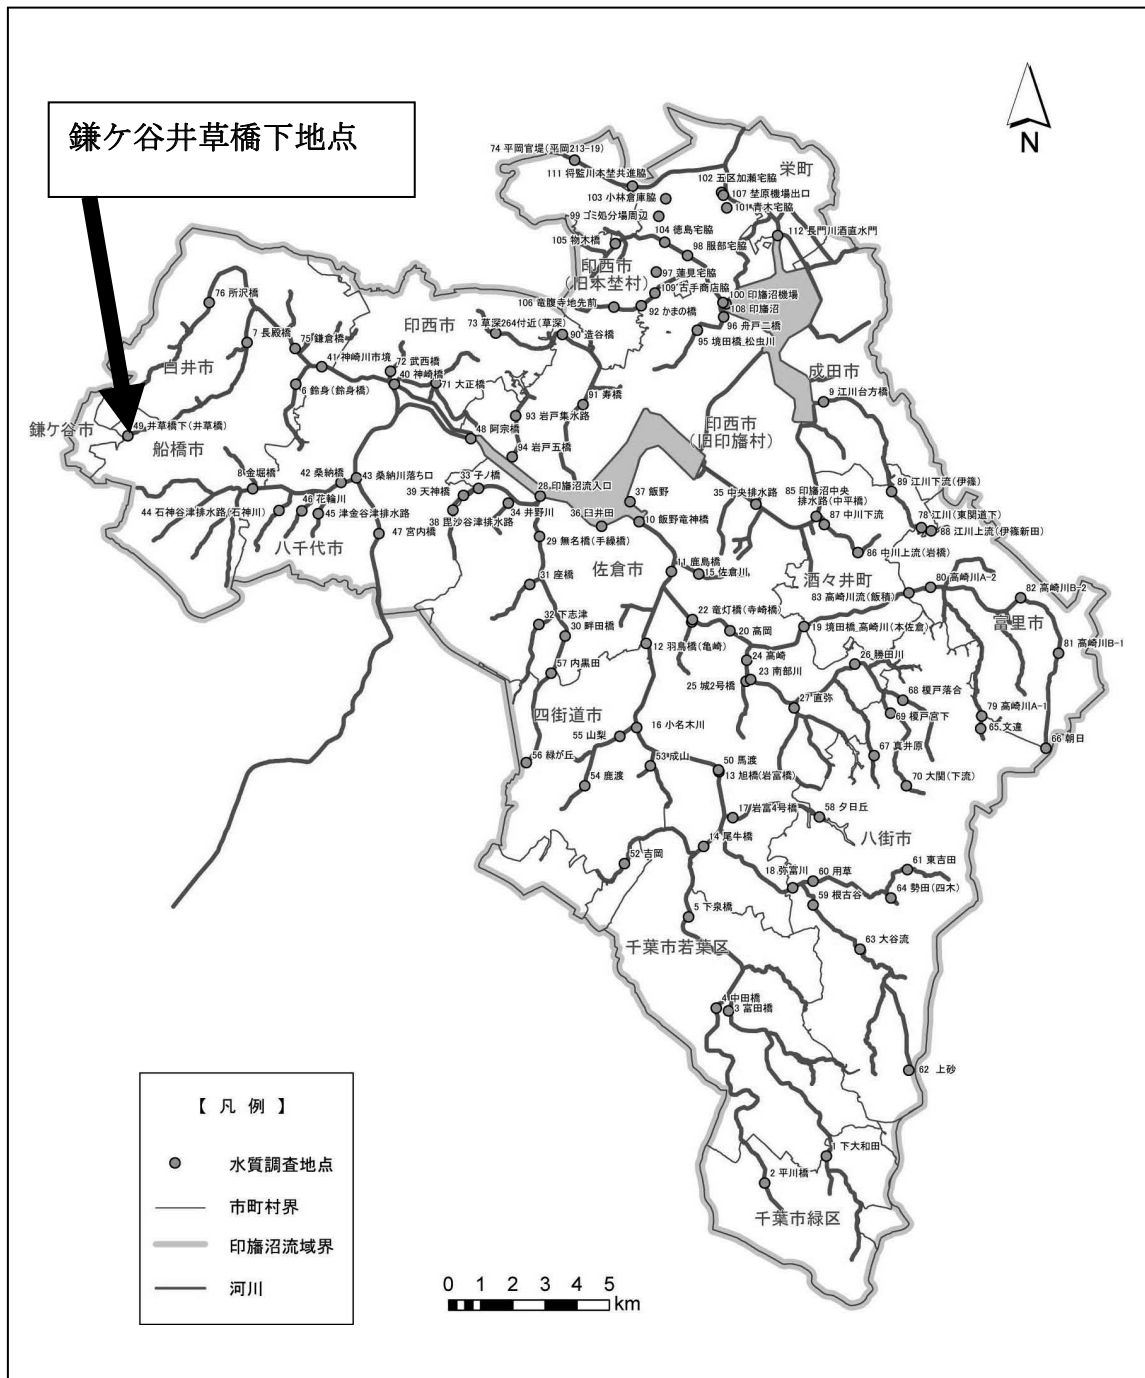 鎌ケ谷井草橋下地点
N
74 平岡官堤(平岡213-19)
111 将監川本埜共進脇
栄町
102 五区加瀬宅脇
107 埜原機場出口
103 小林倉庫脇
101 青木宅脇
99 ゴミ処分場周辺
112 長門川酒直水門
104 徳島宅脇
105 物木橋
98 服部宅脇
印西市
(旧本埜村)
97 蓮見宅脇
109 古手商店脇
100 印旛沼機場
108 印旛沼
106 竜腹寺地先前
92 かまの橋
96 舟戸二橋
95 境田橋_松虫川
76 所沢橋
印西市
73 草深264付近(草深)
90 造谷橋
7 長殿橋
75 鎌倉橋
41 神崎川市境
72 武西橋
白井市
40 神崎橋
71 大正橋
6 鈴身(鈴身橋)
成田市
9 江川台方橋
91 寿橋
93 岩戸集水路
印西市
(旧印旛村)
鎌ケ谷市
49 井草橋下(井草橋)
船橋市
48 阿宗橋
94 岩戸五橋
8 金堀橋
42 桑納橋
43 桑納川落ち口
33 子ノ橋
39 天神橋
28 印旛沼流入口
37 飯野
35 中央排水路
89 江川下流(伊篠)
85 印旛沼中央
排水路(中平橋)
46 花輪川
44 石神谷津排水路(石神川)
45 津金谷津排水路
38 毘沙谷津排水路
34 井野川
36 臼井田
10 飯野竜神橋
87 中川下流
78 江川(東関道下)
88 江川上流(伊篠新田)
八千代市
47 宮内橋
29 無名橋(手繰橋)
86 中川上流(岩橋)
佐倉市
11 鹿島橋
15 佐倉川
酒々井町
31 座橋
80 高崎川A-2
83 高崎川流(飯積)
82 高崎川B-2
富里市
32 下志津
30 畔田橋
22 竜灯橋(寺崎橋)
20 高岡
19 境田橋_高崎川(本佐倉)
12 羽鳥橋(亀崎)
81 高崎川B-1
24 高崎
26 勝田川
57 内黒田
23 南部川
25 城2号橋
68 榎戸落合
27 直弥
四街道市
69 榎戸宮下
79 高崎川A-1
65 文違
16 小名木川
55 山梨
66 朝日
56 緑が丘
53 成山
50 馬渡
67 真井原
54 鹿渡
13 旭橋(岩富橋)
70 大関(下流)
17 岩富4号橋
58 夕日丘
八街市
14 尾牛橋
52 吉岡
61 東吉田
18 弥富川
60 用草
64 勢田(四木)
59 根古谷
5 下泉橋
千葉市若葉区
63 大谷流
4 中田橋
3 富田橋
62 上砂
【 凡 例 】
水質調査地点
市町村界
印旛沼流域界
河川
1 下大和田
2 平川橋
千葉市緑区
0 1 2 3 4 5
km